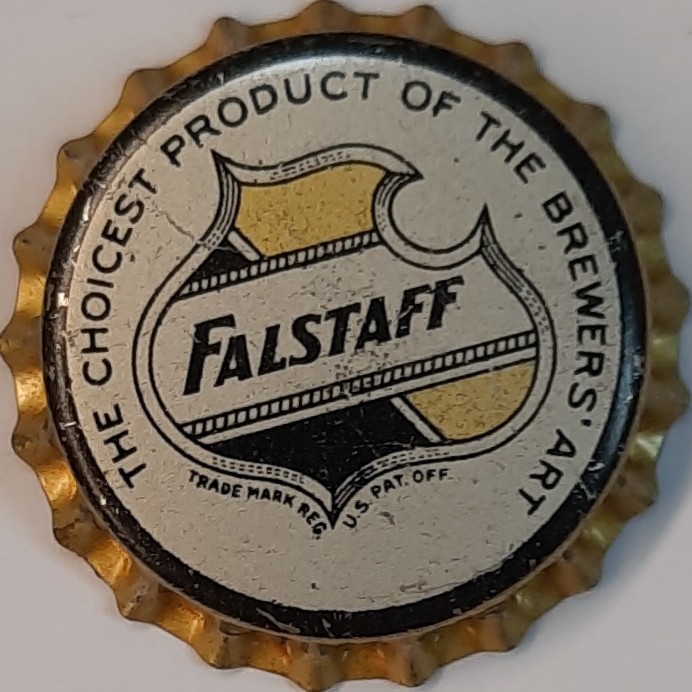 THE CHOICEST PRODUCT OF THE BREWERS' ART
FALSTAFF
TRADE MARK REG. U.S. PAT. OFF.